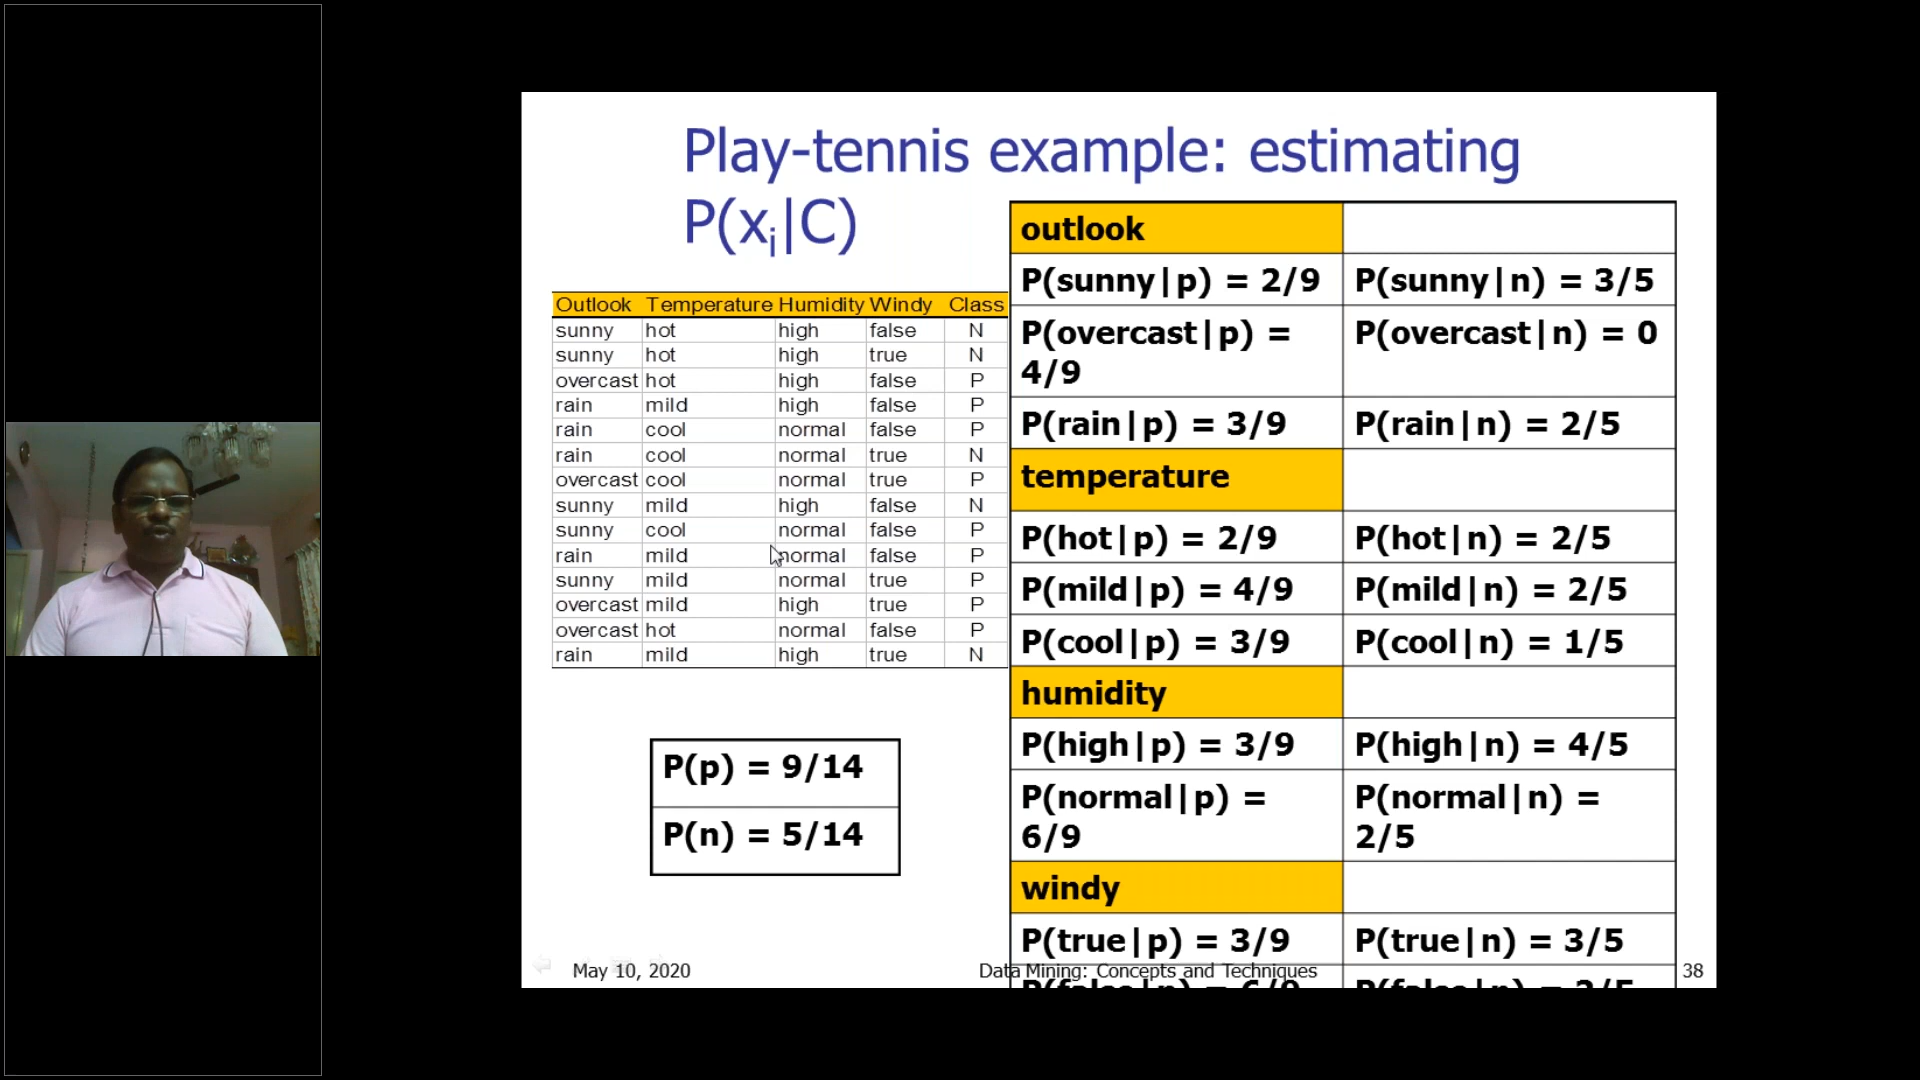 Play-tennis example: estimating
P(xi|C)
Outlook Temperature Humidity Windy Class
sunny hot high false N
sunny hot high true N
overcast hot high false P
rain mild high false P
rain cool normal false P
rain cool normal true N
overcast cool normal true P
sunny mild high false N
sunny cool normal false P
rain mild normal false P
sunny mild normal true P
overcast mild high true P
overcast hot normal false P
rain mild high true N
P(p) = 9/14
P(n) = 5/14
outlook
P(sunny|p) = 2/9 P(sunny|n) = 3/5
P(overcast|p) = P(overcast|n) = 0
4/9
P(rain|p) = 3/9 P(rain|n) = 2/5
temperature
P(hot|p) = 2/9 P(hot|n) = 2/5
P(mild|p) = 4/9 P(mild|n) = 2/5
P(cool|p) = 3/9 P(cool|n) = 1/5
humidity
P(high|p) = 3/9 P(high|n) = 4/5
P(normal|p) = P(normal|n) =
6/9 2/5
windy
P(true|p) = 3/9 P(true|n) = 3/5
May 10, 2020 Data Mining: Concepts and Techniques 38